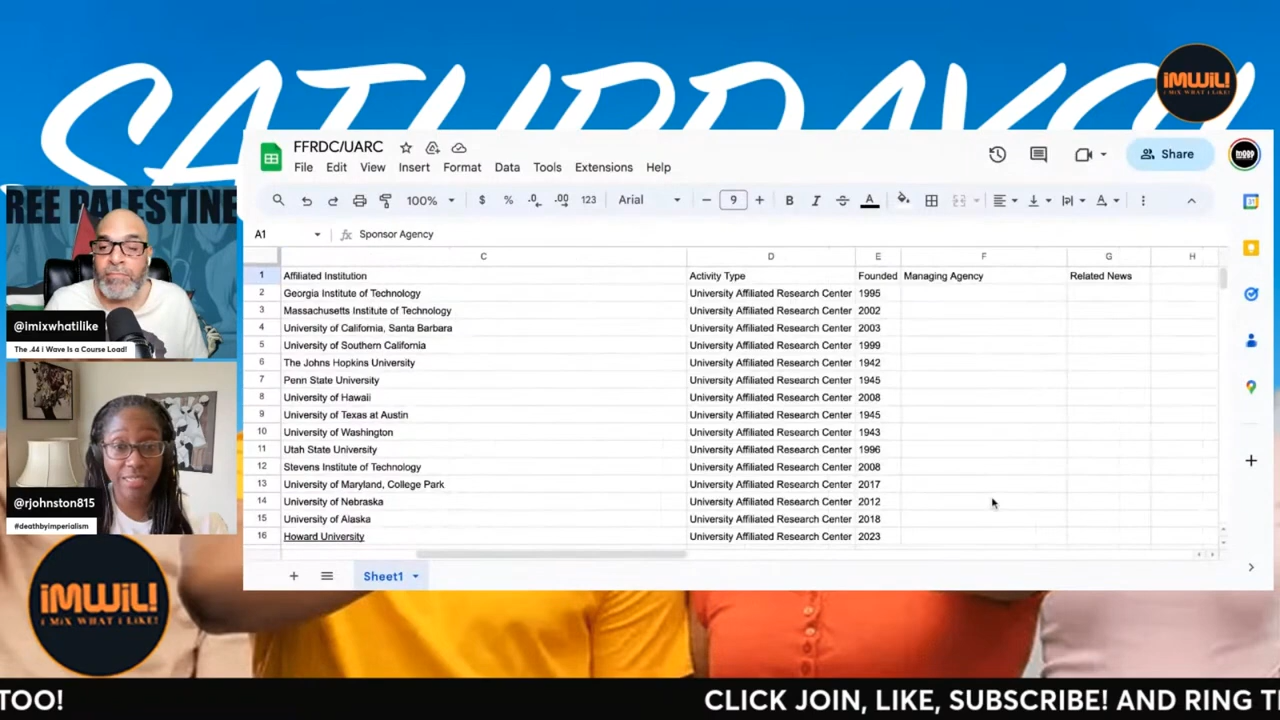 SATURDAYS!
iMWiL!
I MiX WHAT I LiKE!
FFRDC/UARC
File Edit View Insert Format Data Tools Extensions Help
Share
100% $ % .0 .00 123 Arial 9 B I A
A1 fx Sponsor Agency
C D E F G H
1 Affiliated Institution Activity Type Founded Managing Agency Related News
2 Georgia Institute of Technology University Affiliated Research Center 1995
3 Massachusetts Institute of Technology University Affiliated Research Center 2002
4 University of California, Santa Barbara University Affiliated Research Center 2003
5 University of Southern California University Affiliated Research Center 1999
6 The Johns Hopkins University University Affiliated Research Center 1942
7 Penn State University University Affiliated Research Center 1945
8 University of Hawaii University Affiliated Research Center 2008
9 University of Texas at Austin University Affiliated Research Center 1945
10 University of Washington University Affiliated Research Center 1943
11 Utah State University University Affiliated Research Center 1996
12 Stevens Institute of Technology University Affiliated Research Center 2008
13 University of Maryland, College Park University Affiliated Research Center 2017
14 University of Nebraska University Affiliated Research Center 2012
15 University of Alaska University Affiliated Research Center 2018
16 Howard University University Affiliated Research Center 2023
Sheet1
REE PALESTINE
@imixwhatilike
The .44 i Wave Is a Course Load!
@rjohnston815
#deathbyimperialism
iMWiL!
I MiX WHAT I LiKE!
TOO! CLICK JOIN, LIKE, SUBSCRIBE! AND RING T